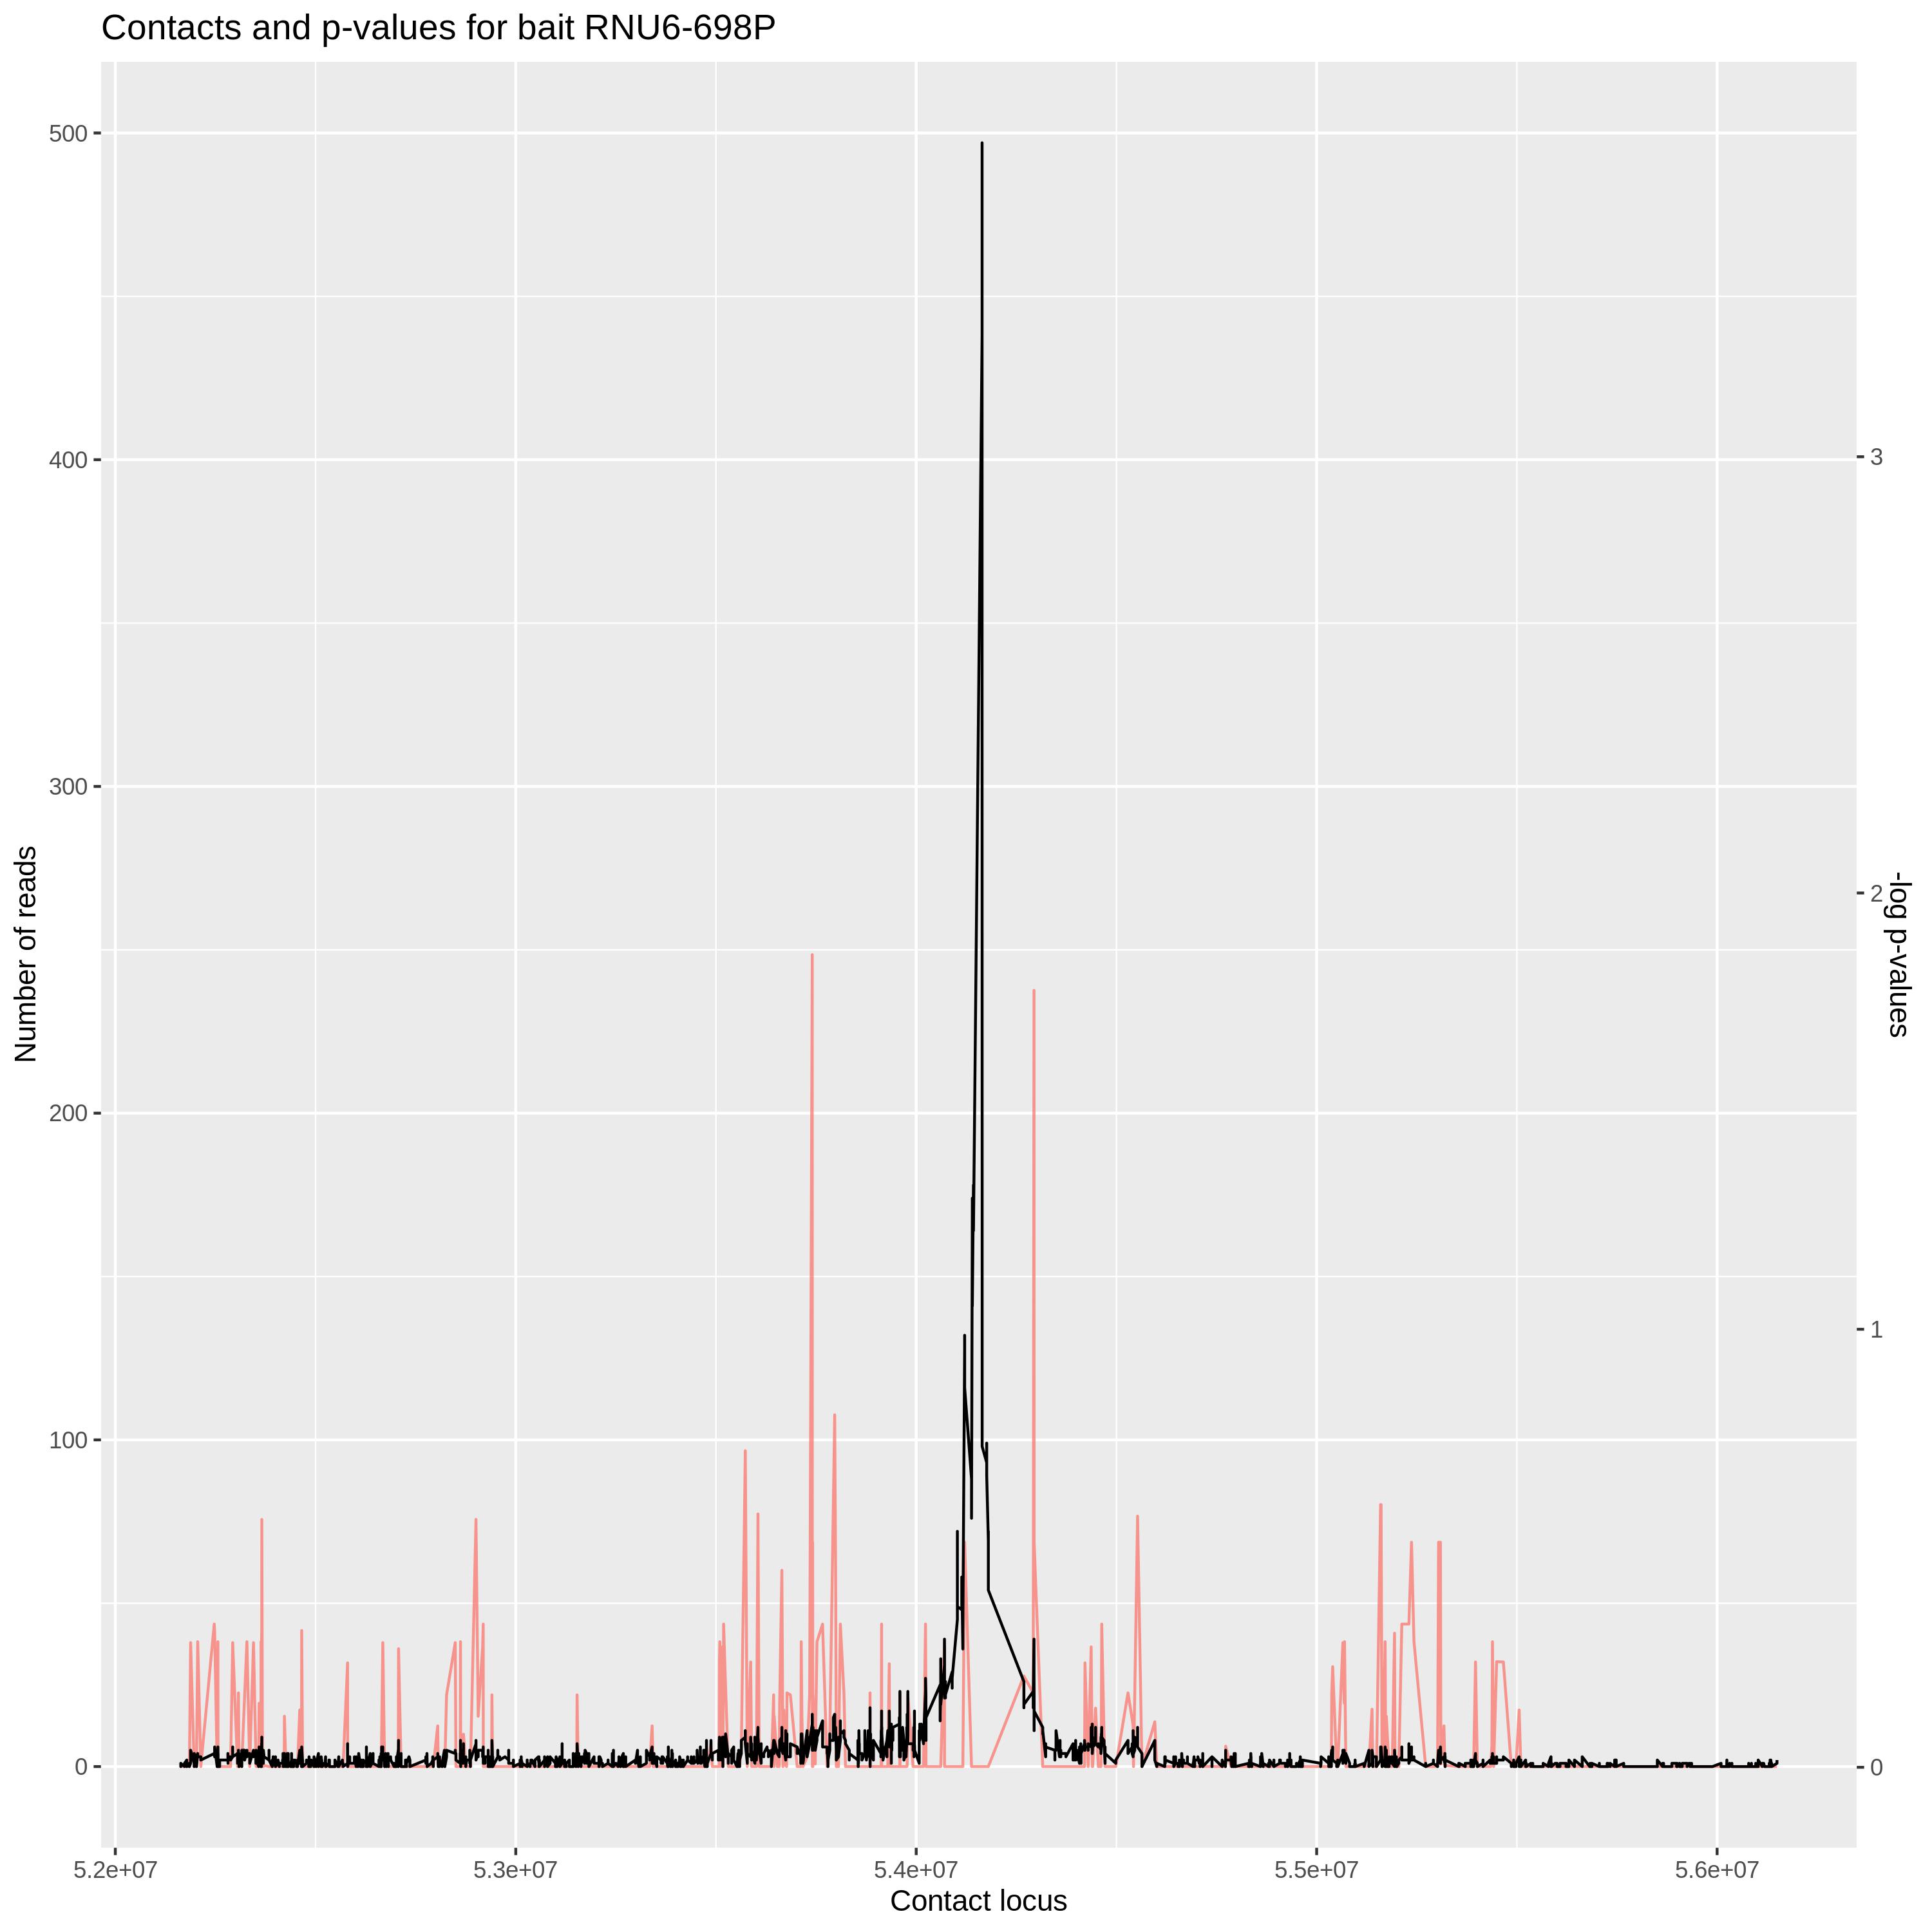 Contacts and p-values for bait RNU6-698P
500
400
300
200
100
0
Number of reads
3
2
1
0
-log p-values
5.2e+07
5.3e+07
5.4e+07
5.5e+07
5.6e+07
Contact locus